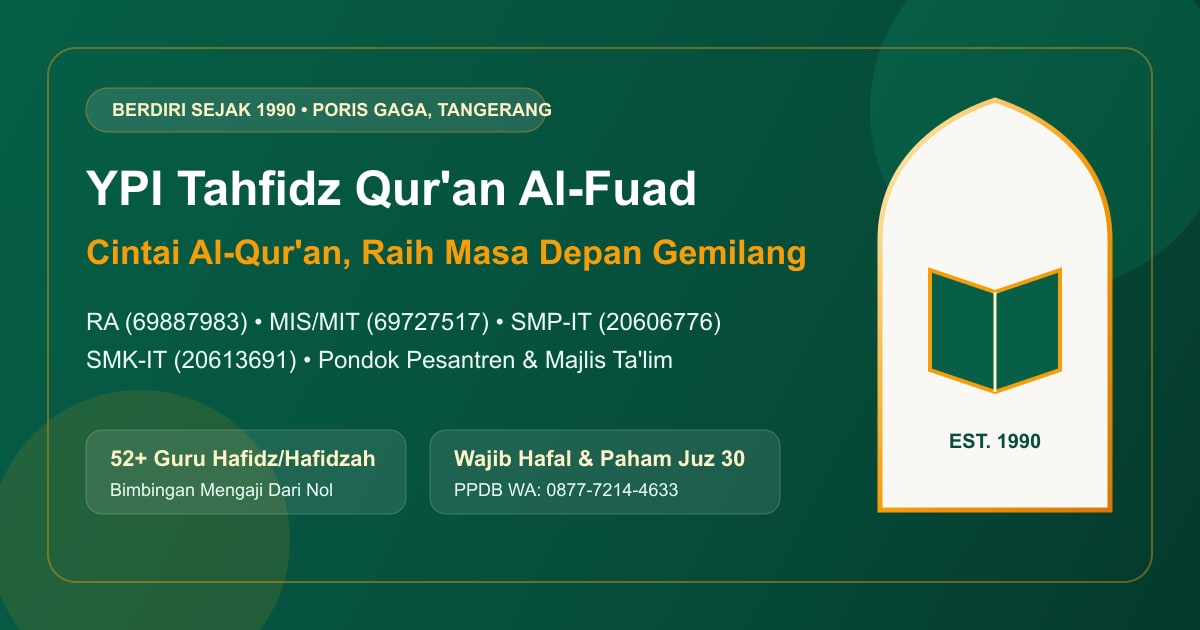 BERDIRI SEJAK 1990 • PORIS GAGA, TANGERANG
YPI Tahfidz Qur'an Al-Fuad
Cintai Al-Qur'an, Raih Masa Depan Gemilang
RA (69887983) • MIS/MIT (69727517) • SMP-IT (20606776)
SMK-IT (20613691) • Pondok Pesantren & Majlis Ta'lim
52+ Guru Hafidz/Hafidzah
Bimbingan Mengaji Dari Nol
Wajib Hafal & Paham Juz 30
PPDB WA: 0877-7214-4633
EST. 1990